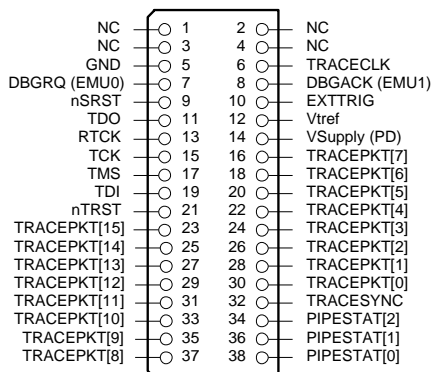 NC 1 2 NC
NC 3 4 NC
GND 5 6 TRACECLK
DBGRQ (EMU0) 7 8 DBGACK (EMU1)
nSRST 9 10 EXTTRIG
TDO 11 12 Vtref
RTCK 13 14 VSupply (PD)
TCK 15 16 TRACEPKT[7]
TMS 17 18 TRACEPKT[6]
TDI 19 20 TRACEPKT[5]
nTRST 21 22 TRACEPKT[4]
TRACEPKT[15] 23 24 TRACEPKT[3]
TRACEPKT[14] 25 26 TRACEPKT[2]
TRACEPKT[13] 27 28 TRACEPKT[1]
TRACEPKT[12] 29 30 TRACEPKT[0]
TRACEPKT[11] 31 32 TRACESYNC
TRACEPKT[10] 33 34 PIPESTAT[2]
TRACEPKT[9] 35 36 PIPESTAT[1]
TRACEPKT[8] 37 38 PIPESTAT[0]